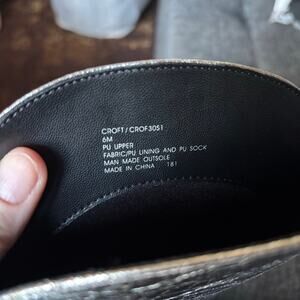 CROFT/CROF30S1
6M
PU UPPER
FABRIC/PU LINING AND PU SOCK
MAN MADE OUTSOLE
MADE IN CHINA 181